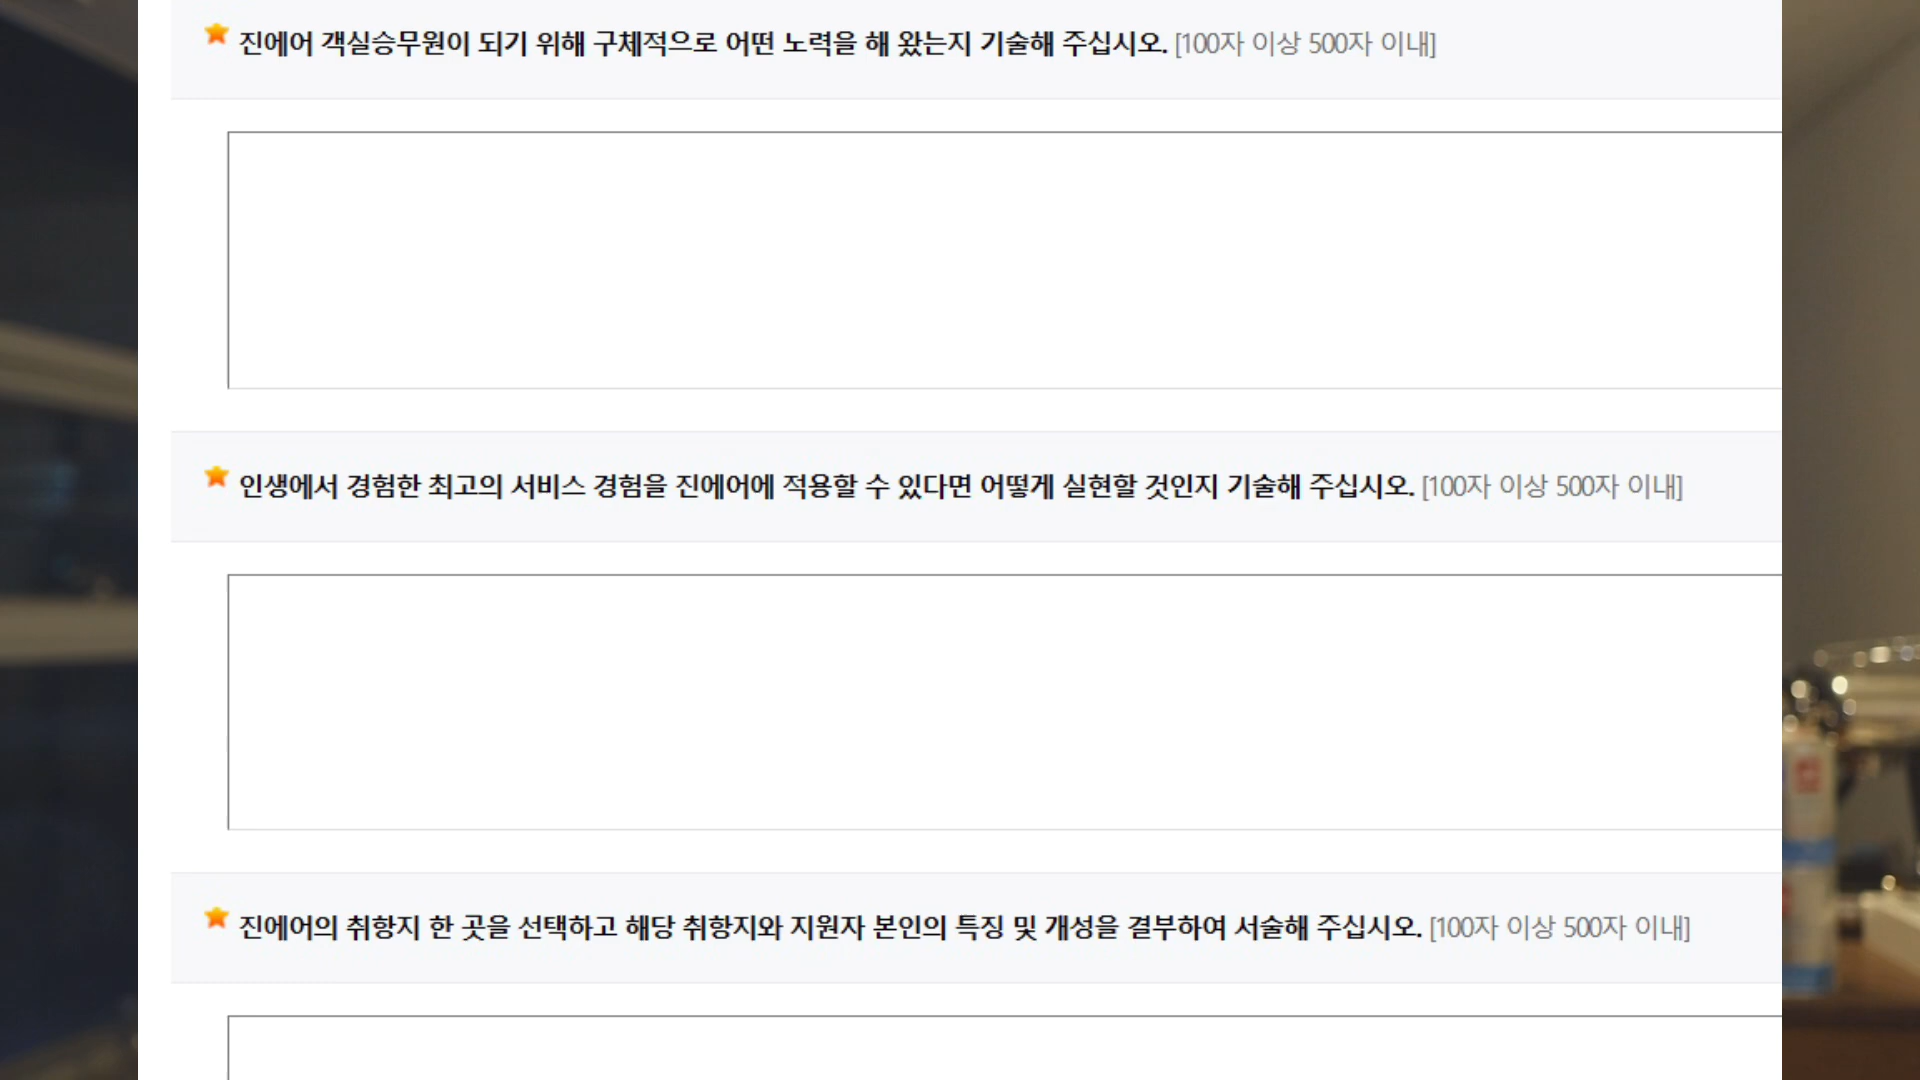 진에어 객실승무원이 되기 위해 구체적으로 어떤 노력을 해 왔는지 기술해 주십시오. [100자 이상 500자 이내]
인생에서 경험한 최고의 서비스 경험을 진에어에 적용할 수 있다면 어떻게 실현할 것인지 기술해 주십시오. [100자 이상 500자 이내]
진에어의 취항지 한 곳을 선택하고 해당 취항지와 지원자 본인의 특징 및 개성을 결부하여 서술해 주십시오. [100자 이상 500자 이내]